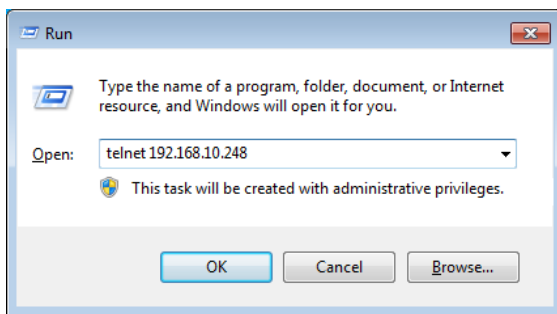 Run
Type the name of a program, folder, document, or Internet
resource, and Windows will open it for you.
Open: telnet 192.168.10.248
This task will be created with administrative privileges.
OK Cancel Browse...